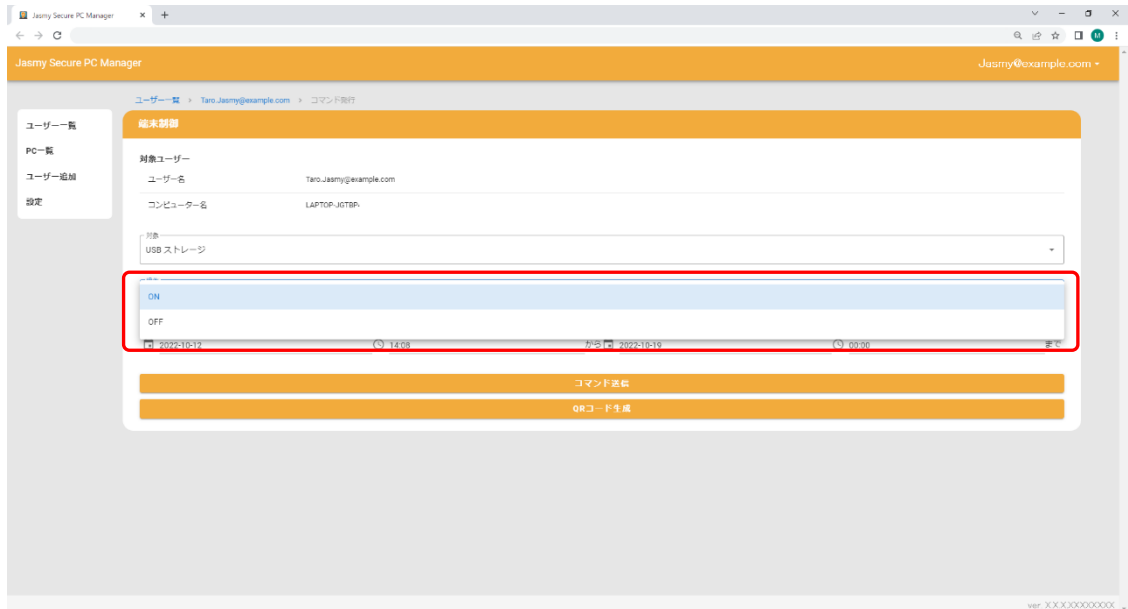 Jasmy Secure PC Manager
Jasmy Secure PC Manager
Jasmy@example.com
ユーザー一覧 > Taro.Jasmy@example.com > コマンド発行
ユーザー一覧
PC一覧
ユーザー追加
設定
端末制御
対象ユーザー
ユーザー名 Taro.Jasmy@example.com
コンピューター名 LAPTOP-JGTBP
対象
USB ストレージ
ON
OFF
2022-10-12 14:08 から 2022-10-19 00:00 まで
コマンド送信
QRコード生成
ver. X.X.XXXXXXXXX